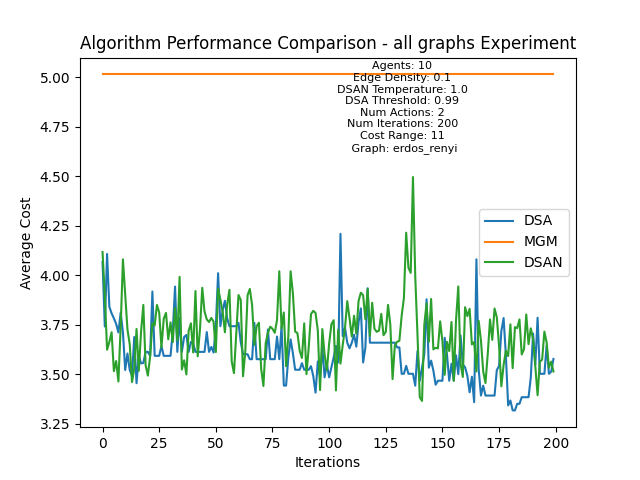 Algorithm Performance Comparison - all graphs Experiment
Agents: 10
Edge Density: 0.1
DSAN Temperature: 1.0
DSA Threshold: 0.99
Num Actions: 2
Num Iterations: 200
Cost Range: 11
Graph: erdos_renyi
DSA
MGM
DSAN
Average Cost
5.00
4.75
4.50
4.25
4.00
3.75
3.50
3.25
0 25 50 75 100 125 150 175 200
Iterations